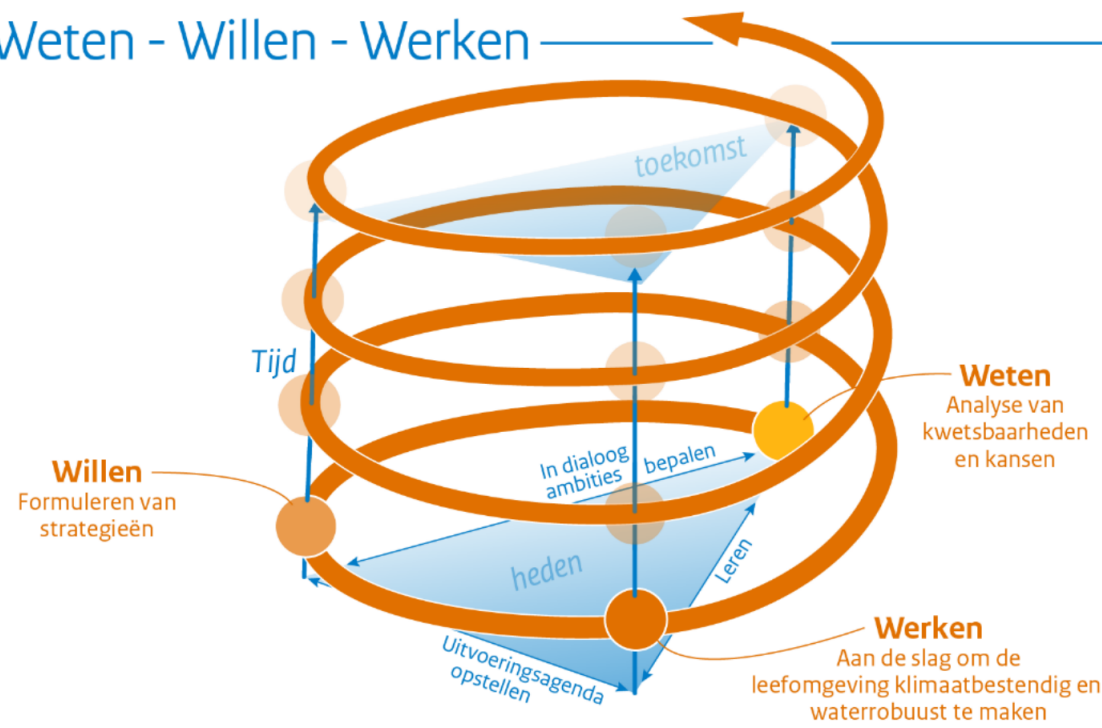 Weten - Willen - Werken
toekomst
Tijd
Weten
Analyse van
kwetsbaarheden
en kansen
In dialoog
ambities
bepalen
Willen
Formuleren van
strategieën
heden
Leren
Uitvoeringsagenda
opstellen
Werken
Aan de slag om de
leefomgeving klimaatbestendig en
waterrobuust te maken